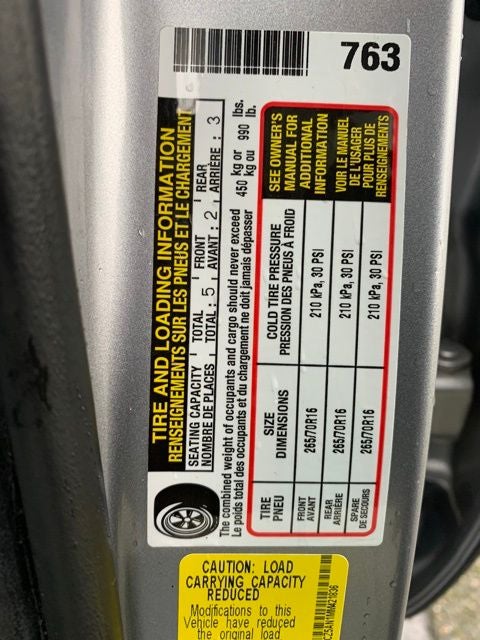 763
TIRE AND LOADING INFORMATION
RENSEIGNEMENTS SUR LES PNEUS ET LE CHARGEMENT
SEATING CAPACITY TOTAL FRONT REAR
NOMBRE DE PLACES TOTAL : 5 AVANT : 2 ARRIÈRE : 3
The combined weight of occupants and cargo should never exceed 450 kg or 990 lbs.
Le poids total des occupants et du chargement ne doit jamais dépasser kg ou lb.
TIRE SIZE COLD TIRE PRESSURE SEE OWNER'S
PNEU DIMENSIONS PRESSION DES PNEUS À FROID MANUAL FOR
ADDITIONAL
INFORMATION
FRONT 265/70R16 210 kPa, 30 PSI
AVANT
REAR 265/70R16 210 kPa, 30 PSI
ARRIÈRE
SPARE 265/70R16 210 kPa, 30 PSI
DE SECOURS
VOIR LE MANUEL
DE L'USAGER
POUR PLUS DE
RENSEIGNEMENTS
CAUTION: LOAD
CARRYING CAPACITY
REDUCED
Modifications to this
Vehicle have reduced
the original load